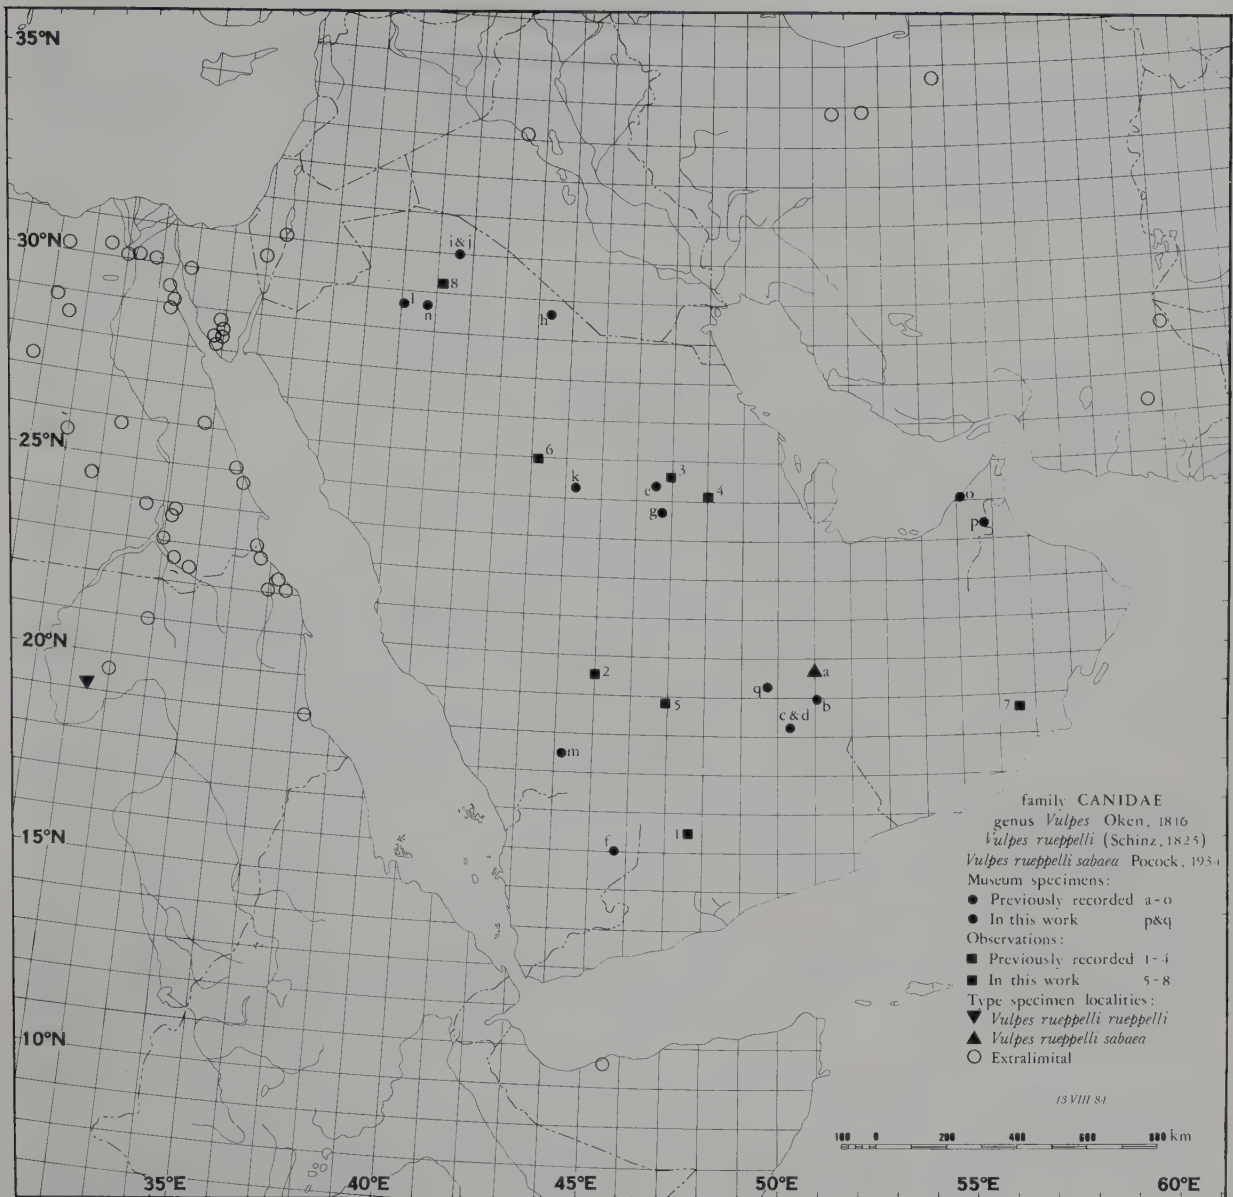 35°N
30°N
i&j
8
l
n
h
25°N
6
k
e
3
4
g
o
p
20°N
2
5
q
a
b
c&d
7
m
15°N
f
1
family CANIDAE
genus Vulpes Oken, 1816
Vulpes rueppelli (Schinz, 1825)
Vulpes rueppelli sabaea Pocock, 1934
Museum specimens:
Previously recorded a-o
In this work p&q
Observations:
Previously recorded 1-4
In this work 5-8
Type specimen localities:
Vulpes rueppelli rueppelli
Vulpes rueppelli sabaea
Extralimital
10°N
13 VIII 84
100 0 200 400 600 800 km
35°E 40°E 45°E 50°E 55°E 60°E